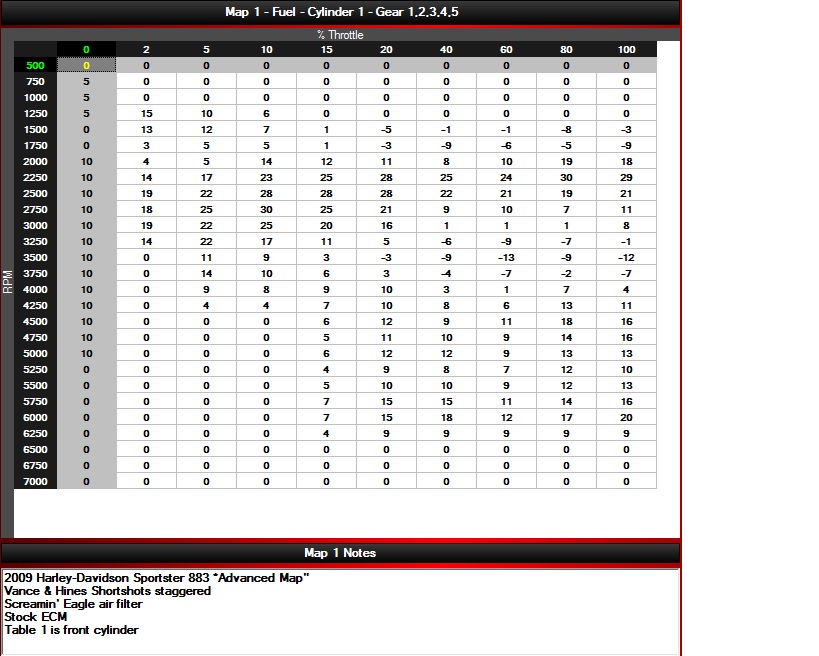 Map 1 - Fuel - Cylinder 1 - Gear 1,2,3,4,5
% Throttle
0 2 5 10 15 20 40 60 80 100
RPM
500 0 0 0 0 0 0 0 0 0 0
750 5 0 0 0 0 0 0 0 0 0
1000 5 0 0 0 0 0 0 0 0 0
1250 5 15 10 6 0 0 0 0 0 0
1500 0 13 12 7 1 -5 -1 -1 -8 -3
1750 0 3 5 5 1 -3 -9 -6 -5 -9
2000 10 4 5 14 12 11 8 10 19 18
2250 10 14 17 23 25 28 25 24 30 29
2500 10 19 22 28 28 28 22 21 19 21
2750 10 18 25 30 25 21 9 10 7 11
3000 10 19 22 25 20 16 1 1 1 8
3250 10 14 22 17 11 5 -6 -9 -7 -1
3500 10 0 11 9 3 -3 -9 -13 -9 -12
3750 10 0 14 10 6 3 -4 -7 -2 -7
4000 10 0 9 8 9 10 3 1 7 4
4250 10 0 4 4 7 10 8 6 13 11
4500 10 0 0 0 6 12 9 11 18 16
4750 10 0 0 0 5 11 10 9 14 16
5000 10 0 0 0 6 12 12 9 13 13
5250 0 0 0 0 4 9 8 7 12 10
5500 0 0 0 0 5 10 10 9 12 13
5750 0 0 0 0 7 15 15 11 14 16
6000 0 0 0 0 7 15 18 12 17 20
6250 0 0 0 0 4 9 9 9 9 9
6500 0 0 0 0 0 0 0 0 0 0
6750 0 0 0 0 0 0 0 0 0 0
7000 0 0 0 0 0 0 0 0 0 0
Map 1 Notes
2009 Harley-Davidson Sportster 883 *Advanced Map"
Vance & Hines Shortshots staggered
Screamin' Eagle air filter
Stock ECM
Table 1 is front cylinder